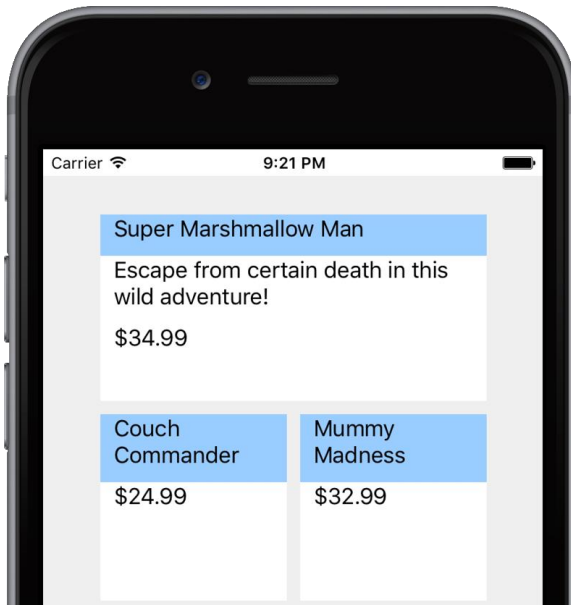 Carrier 9:21 PM
Super Marshmallow Man
Escape from certain death in this
wild adventure!
$34.99
Couch
Commander
$24.99
Mummy
Madness
$32.99